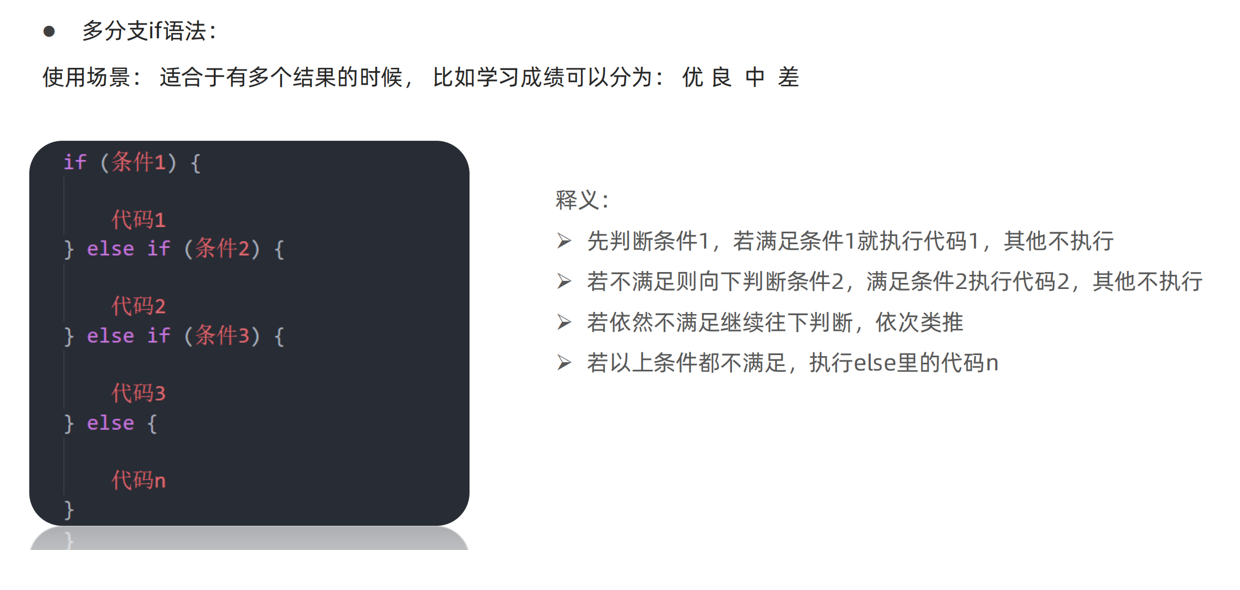 ● 多分支if语法：
使用场景： 适合于有多个结果的时候， 比如学习成绩可以分为： 优 良 中 差
if (条件1) {
代码1
} else if (条件2) {
代码2
} else if (条件3) {
代码3
} else {
代码n
}
释义：
➢ 先判断条件1，若满足条件1就执行代码1，其他不执行
➢ 若不满足则向下判断条件2，满足条件2执行代码2，其他不执行
➢ 若依然不满足继续往下判断，依次类推
➢ 若以上条件都不满足，执行else里的代码n